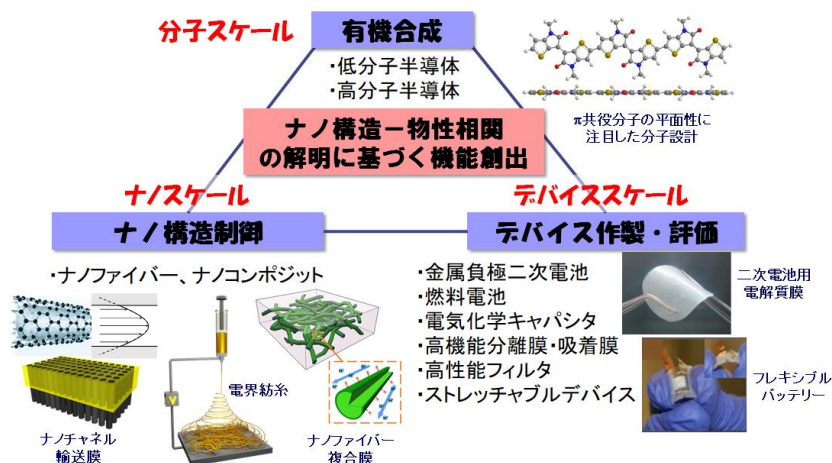 分子スケール
有機合成
・低分子半導体
・高分子半導体
π共役分子の平面性に
注目した分子設計
ナノ構造－物性相関
の解明に基づく機能創出
ナノスケール
ナノ構造制御
デバイススケール
デバイス作製・評価
・ナノファイバー、ナノコンポジット
V
電界紡糸
ナノチャネル
輸送膜
ナノファイバー
複合膜
・金属負極二次電池
・燃料電池
・電気化学キャパシタ
・高機能分離膜・吸着膜
・高性能フィルタ
・ストレッチャブルデバイス
二次電池用
電解質膜
フレキシブル
バッテリー